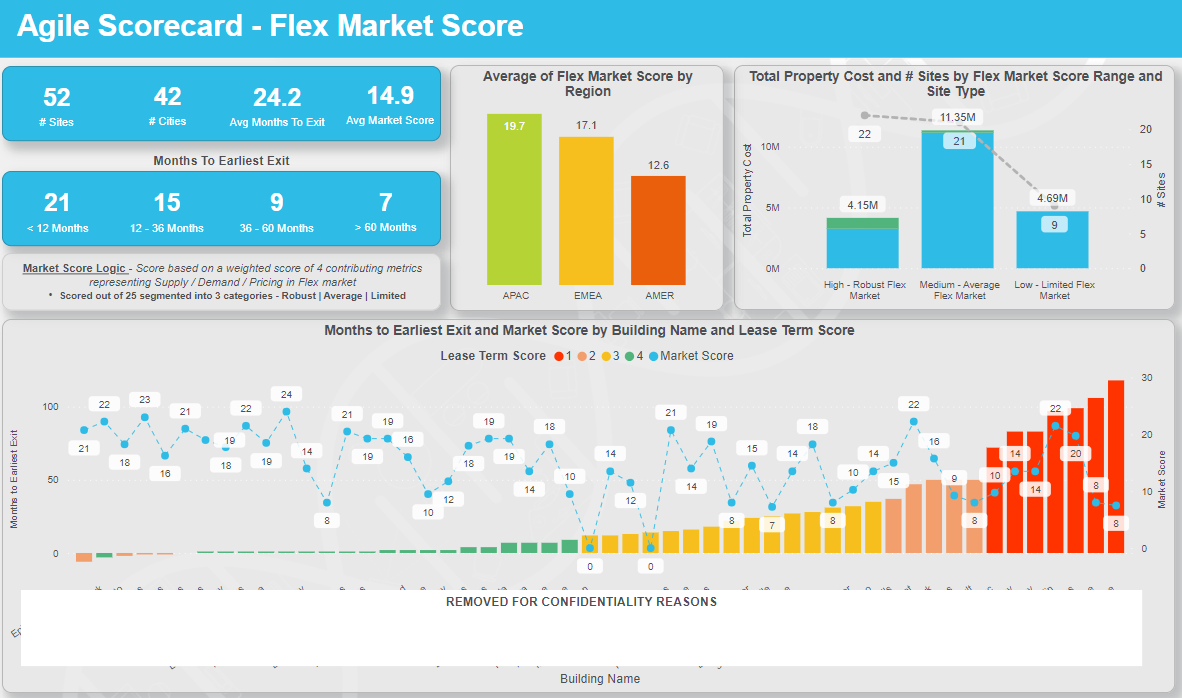 Agile Scorecard - Flex Market Score
52
# Sites
42
# Cities
24.2
Avg Months To Exit
14.9
Avg Market Score
Months To Earliest Exit
21
< 12 Months
15
12 - 36 Months
9
36 - 60 Months
7
> 60 Months
Market Score Logic - Score based on a weighted score of 4 contributing metrics
representing Supply / Demand / Pricing in Flex market
• Scored out of 25 segmented into 3 categories - Robust | Average | Limited
Average of Flex Market Score by
Region
19.7
17.1
12.6
APAC
EMEA
AMER
Total Property Cost and # Sites by Flex Market Score Range and
Site Type
Total Property Cost
10M
5M
0M
22
11.35M
21
4.15M
4.69M
9
20
15
10
5
0
# Sites
High - Robust Flex
Market
Medium - Average
Flex Market
Low - Limited Flex
Market
Months to Earliest Exit and Market Score by Building Name and Lease Term Score
Lease Term Score 1 2 3 4 Market Score
Months to Earliest Exit
100
50
0
21
22
18
23
16
21
19
18
22
19
24
14
8
21
19
19
16
10
12
18
19
19
14
18
10
0
14
12
0
21
14
19
8
15
7
14
18
8
10
14
15
22
16
9
8
10
14
14
22
20
8
8
30
20
10
0
Market Score
REMOVED FOR CONFIDENTIALITY REASONS
Building Name